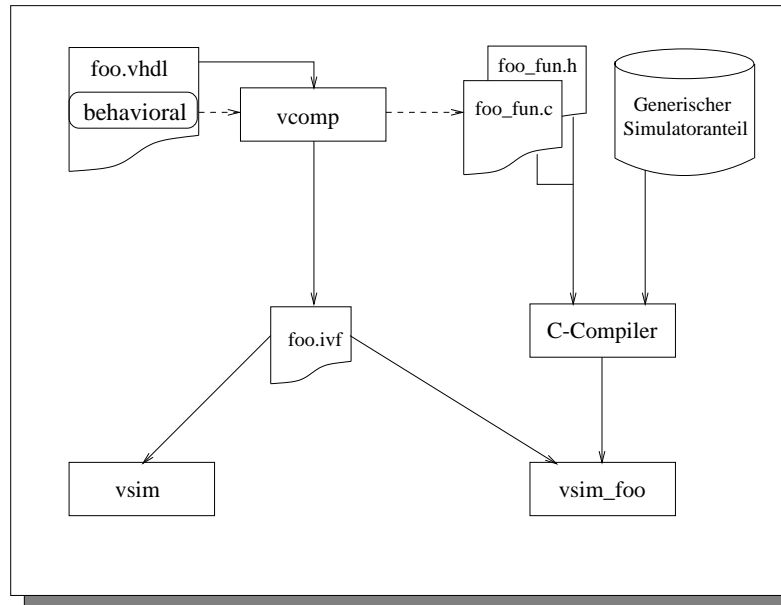 foo.vhdl
behavioral
vcomp
foo_fun.h
foo_fun.c
Generischer
Simulatoranteil
foo.ivf
C-Compiler
vsim
vsim_foo